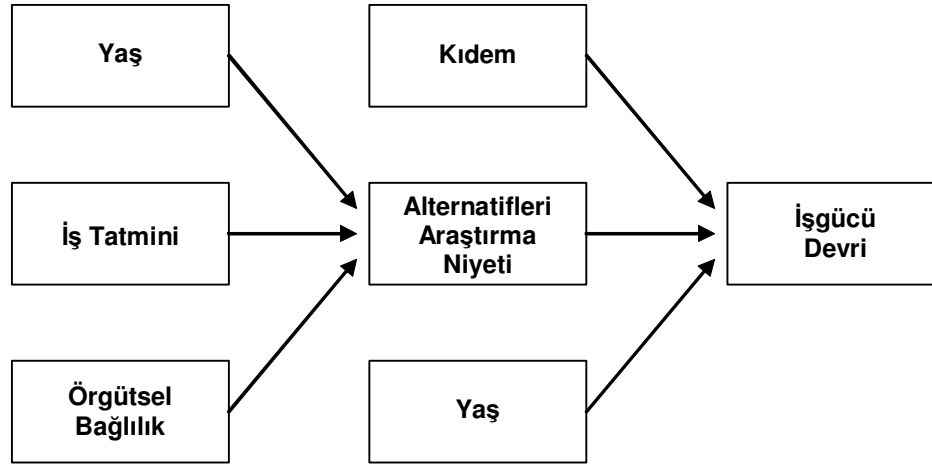 Yaş
Kıdem
İş Tatmini
Alternatifleri
Araştırma
Niyeti
İşgücü
Devri
Örgütsel
Bağlılık
Yaş